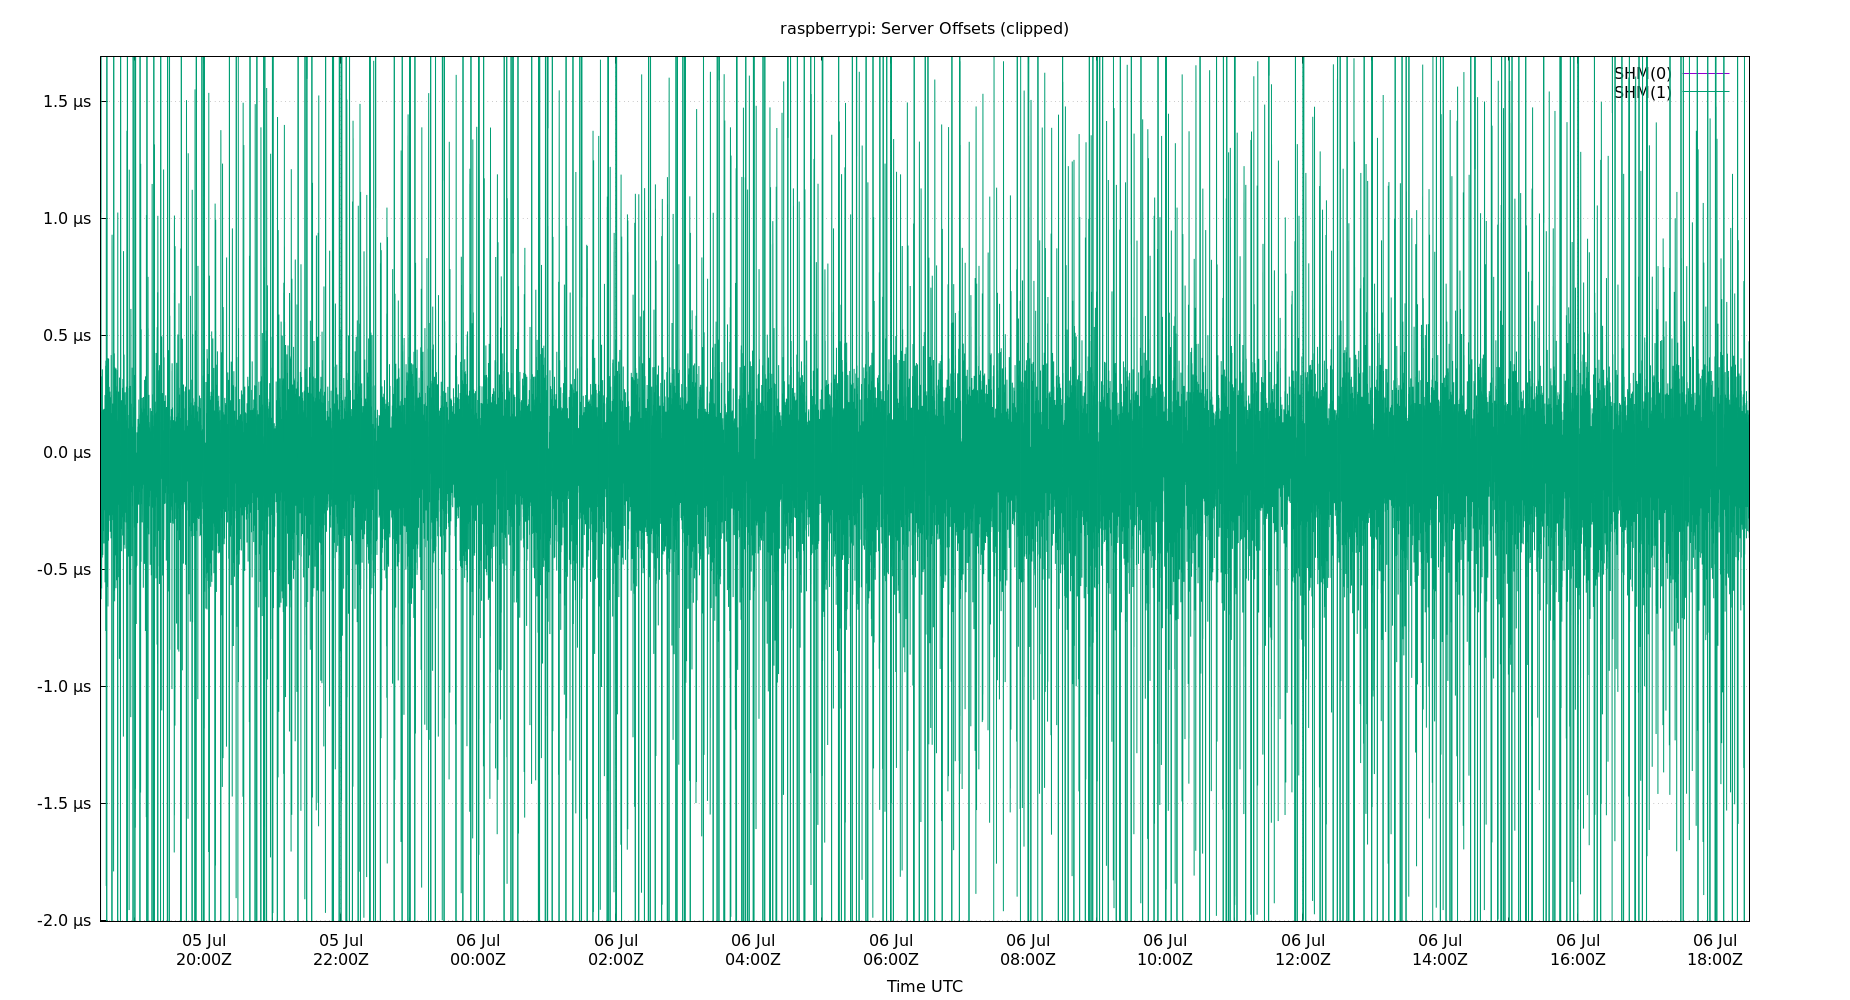 raspberrypi: Server Offsets (clipped)
SHM(0)
SHM(1)
1.5 µs
1.0 µs
0.5 µs
0.0 µs
-0.5 µs
-1.0 µs
-1.5 µs
-2.0 µs
05 Jul 05 Jul 06 Jul 06 Jul 06 Jul 06 Jul 06 Jul 06 Jul 06 Jul 06 Jul 06 Jul 06 Jul
20:00Z 22:00Z 00:00Z 02:00Z 04:00Z 06:00Z 08:00Z 10:00Z 12:00Z 14:00Z 16:00Z 18:00Z
Time UTC